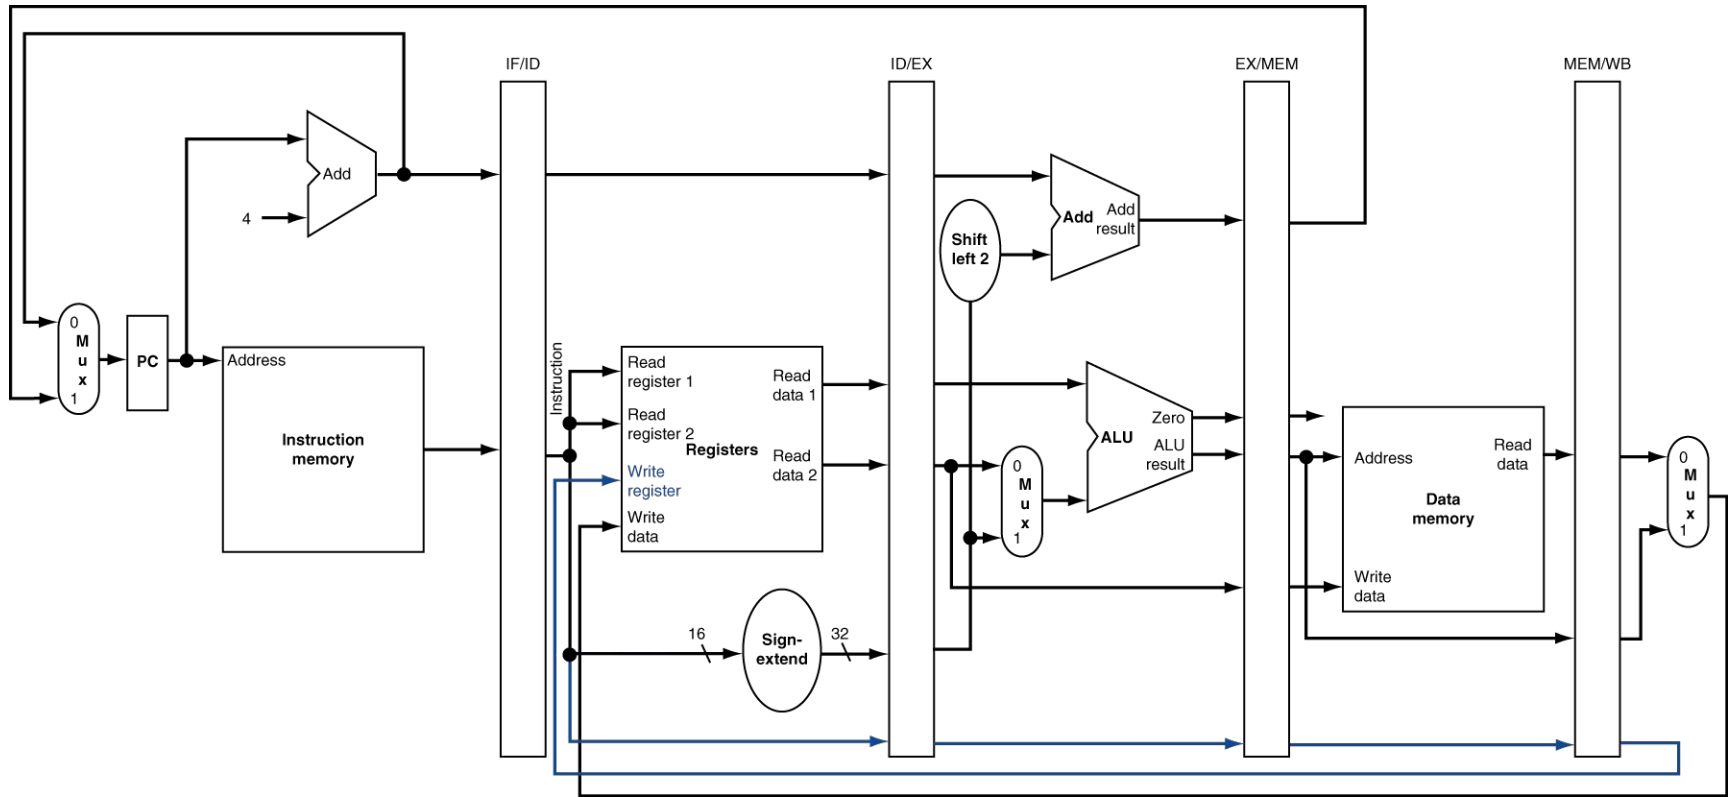 IF/ID
ID/EX
EX/MEM
MEM/WB
Add
4
Add
Add
result
Shift
left 2
0
M
u
x
1
PC
Address
Instruction
memory
Instruction
Read
register 1
Read
register 2
Write
register
Write
data
Registers
Read
data 1
Read
data 2
16
Sign-
extend
32
0
M
u
x
1
Zero
ALU
ALU
result
Address
Read
data
Data
memory
Write
data
0
M
u
x
1